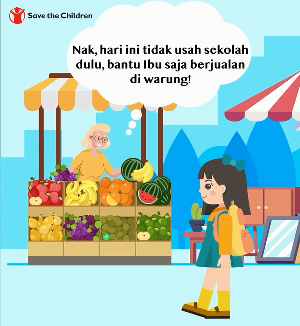 Save the Children
Nak, hari ini tidak usah sekolah
dulu, bantu Ibu saja berjualan
di warung!